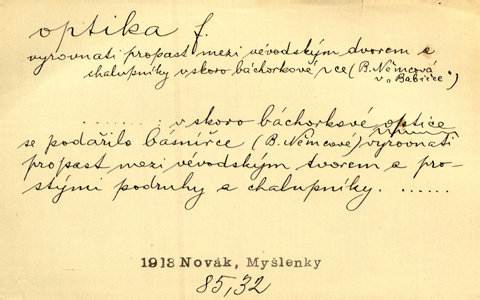 optika f.
vyrovnati propast mezi vévodským dvorem a
chalupníky v skoro báchorkové ~ce (B. Němcová
v „Babičce“)
........ v skoro báchorkové optice
se podařilo básnířce (B. Němcové) vyrovnati
propast mezi vévodským dvorem a pro-
stými podruhy a chalupníky. ......
1918 Novák, Myšlenky
85,32